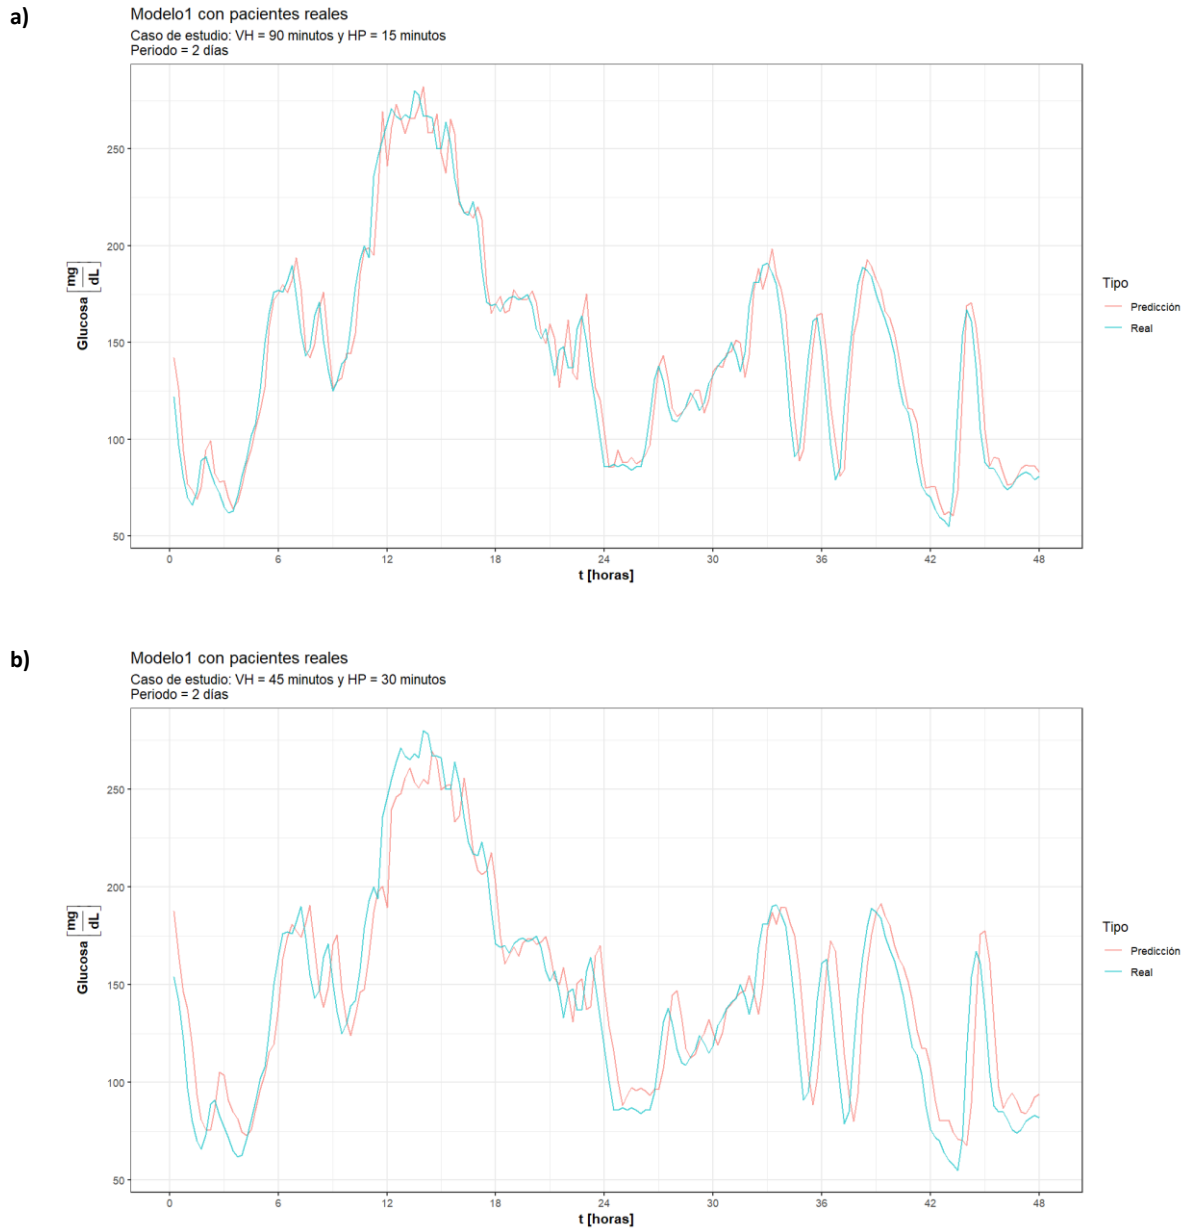 a)
Modelo1 con pacientes reales
Caso de estudio: VH = 90 minutos y HP = 15 minutos
Periodo = 2 días
250
200
150
100
50
Glucosa [mg/dL]
0 6 12 18 24 30 36 42 48
t [horas]
Tipo
Predicción
Real
b)
Modelo1 con pacientes reales
Caso de estudio: VH = 45 minutos y HP = 30 minutos
Periodo = 2 días
250
200
150
100
50
Glucosa [mg/dL]
0 6 12 18 24 30 36 42 48
t [horas]
Tipo
Predicción
Real